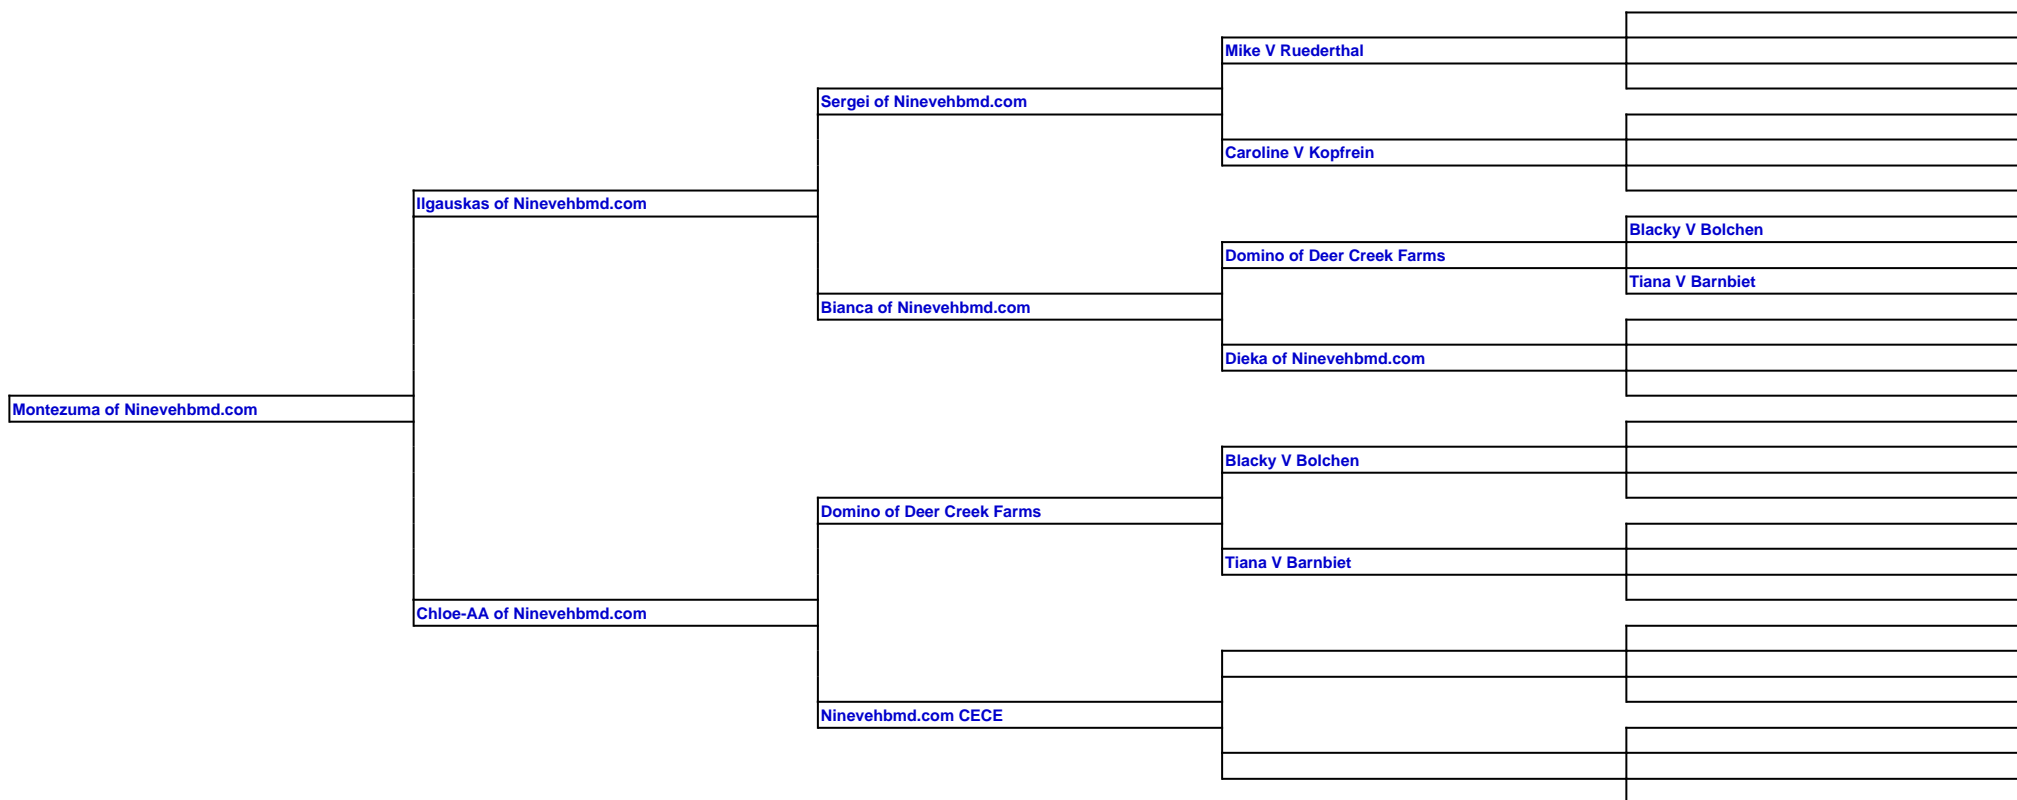 Mike V Ruederthal
Sergei of Ninevehbmd.com
Caroline V Kopfrein
Ilgauskas of Ninevehbmd.com
Blacky V Bolchen
Domino of Deer Creek Farms
Tiana V Barnbiet
Bianca of Ninevehbmd.com
Dieka of Ninevehbmd.com
Montezuma of Ninevehbmd.com
Blacky V Bolchen
Domino of Deer Creek Farms
Tiana V Barnbiet
Chloe-AA of Ninevehbmd.com
Ninevehbmd.com CECE